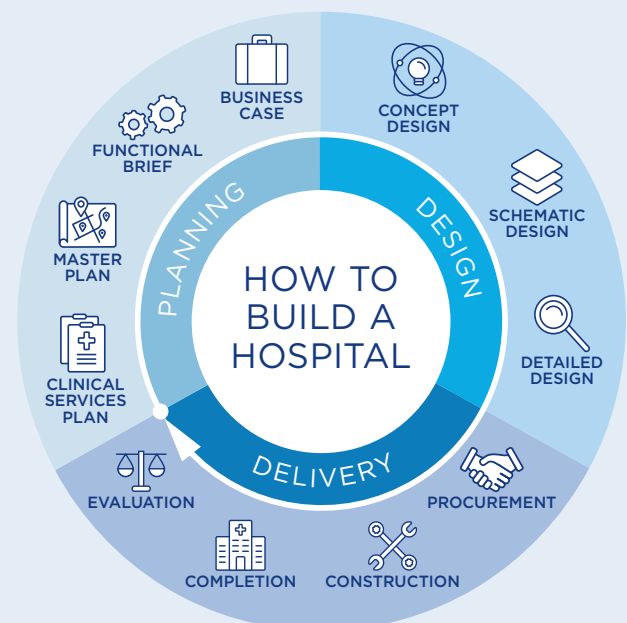 HOW TO
BUILD A
HOSPITAL
PLANNING
CLINICAL
SERVICES
PLAN
MASTER
PLAN
FUNCTIONAL
BRIEF
BUSINESS
CASE
DESIGN
CONCEPT
DESIGN
SCHEMATIC
DESIGN
DETAILED
DESIGN
DELIVERY
PROCUREMENT
CONSTRUCTION
COMPLETION
EVALUATION